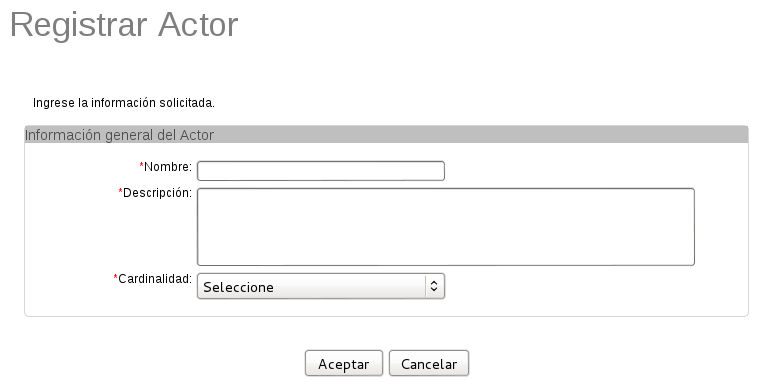 Registrar Actor
Ingrese la información solicitada.
Información general del Actor
*Nombre:
*Descripción:
*Cardinalidad:
Seleccione
Aceptar Cancelar